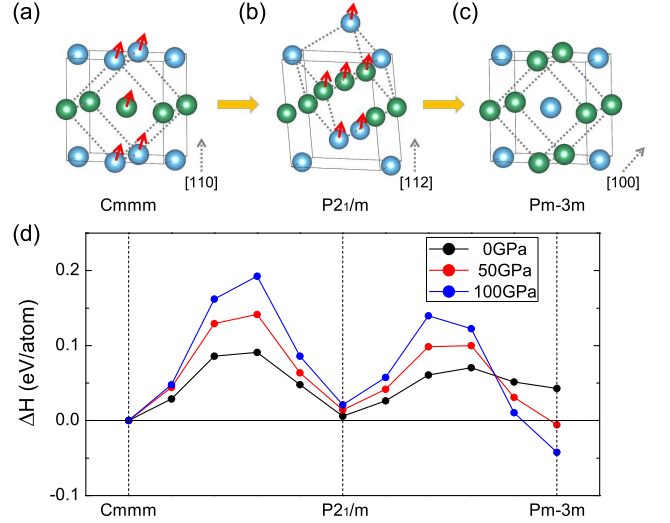 (a) (b) (c)
[110] [112] [100]
Cmmm P21/m Pm-3m
(d)
0GPa
50GPa
100GPa
ΔH (eV/atom)
0.2
0.1
0.0
-0.1
Cmmm P21/m Pm-3m